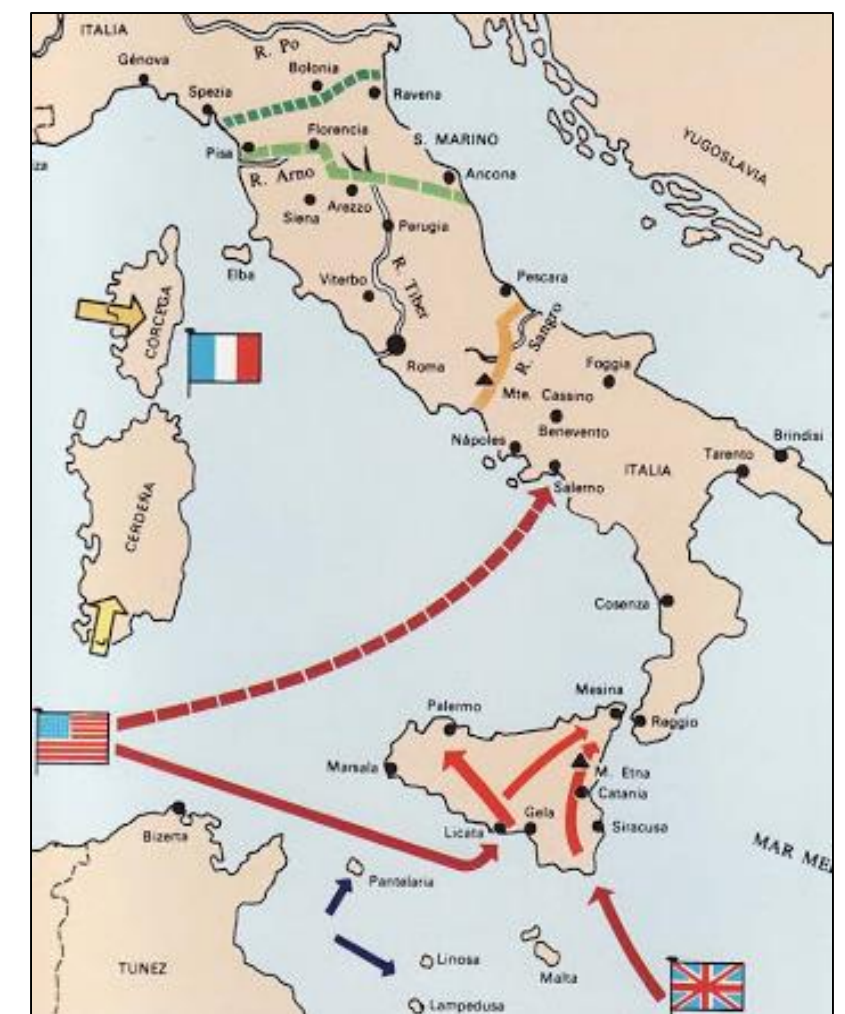 ITALIA
R. Po
Génova
Bolonia
Spezia
Ravena
Florencia
S. MARINO
YUGOSLAVIA
Pisa
iza
R. Arno
Ancona
Arezzo
Siena
Perugia
Elba
Viterbo
R. Tiber
Pescara
CORCEGA
R. Sangro
Roma
Foggia
Mte. Cassino
Nápoles
Benevento
Brindisi
Tarento
ITALIA
Salerno
CERDEÑA
Cosenza
Mesina
Palermo
Reggio
Marsala
M. Etna
Catania
Gela
Licata
Siracusa
Bizerta
MAR ME
Pantelaria
Linosa
Malta
TUNEZ
Lampedusa